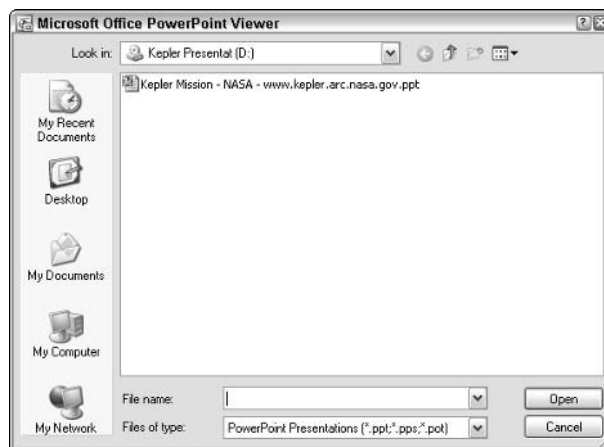 Microsoft Office PowerPoint Viewer
Look in:
Kepler Presentat (D:)
Kepler Mission - NASA - www.kepler.arc.nasa.gov.ppt
My Recent
Documents
Desktop
My Documents
My Computer
My Network
File name:
Open
Files of type:
PowerPoint Presentations (*.ppt;*.pps;*.pot)
Cancel